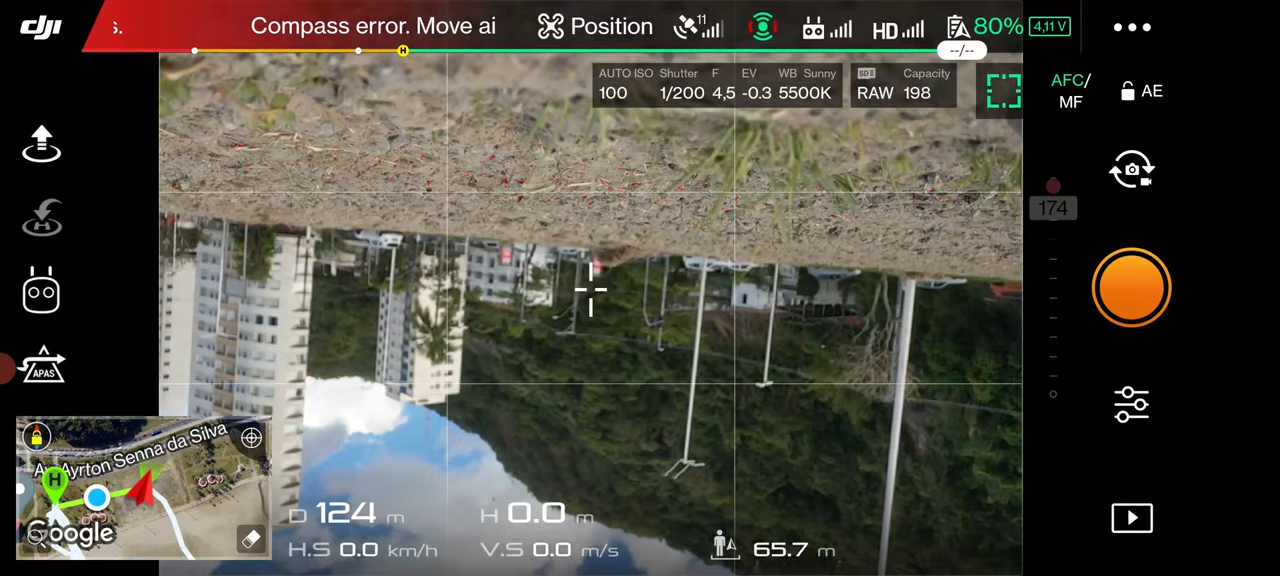 dji
s.
Compass error. Move ai
Position
11
HD
80%
4,11 V
H
--/--
AUTO ISO Shutter F EV WB Sunny
100 1/200 4,5 -0.3 5500K
SD
Capacity
RAW 198
AFC/
MF
AE
H
174
APAS
Av. Ayrton Senna da Silva
H
Google
D 124 m
H 0.0 m
H.S 0.0 km/h
V.S 0.0 m/s
65.7 m